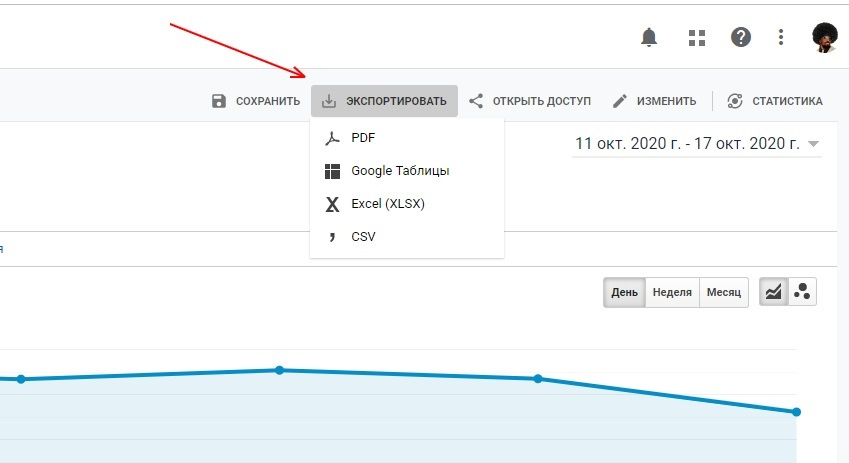 СОХРАНИТЬ ЭКСПОРТИРОВАТЬ ОТКРЫТЬ ДОСТУП ИЗМЕНИТЬ СТАТИСТИКА
PDF
Google Таблицы
Excel (XLSX)
CSV
11 окт. 2020 г. - 17 окт. 2020 г.
я
День Неделя Месяц